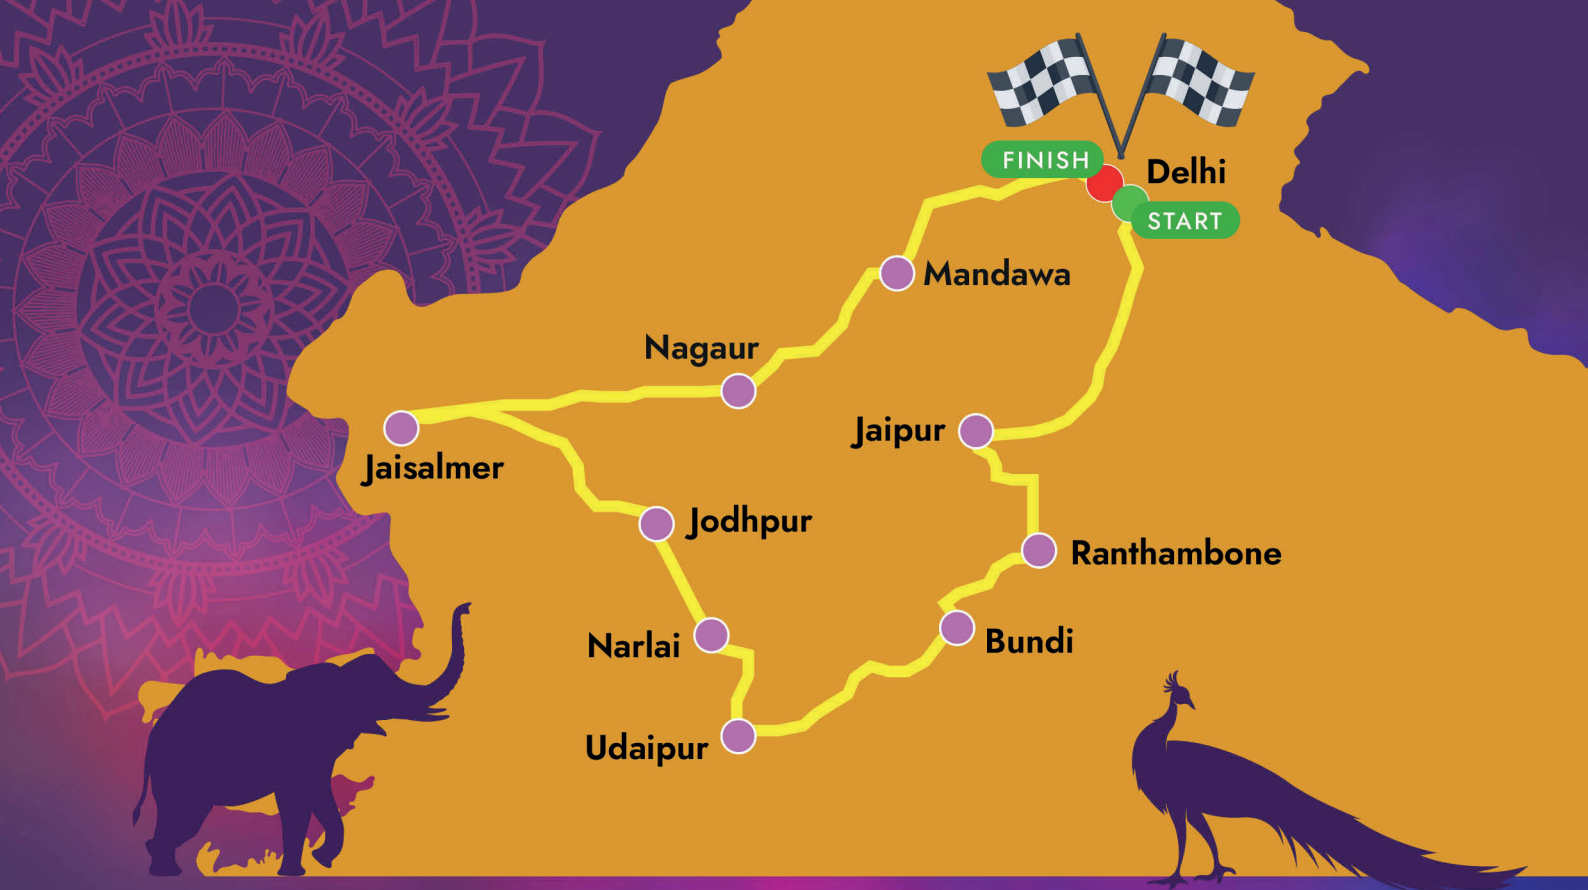 FINISH
Delhi
START
Mandawa
Nagaur
Jaipur
Jaisalmer
Jodhpur
Ranthambone
Narlai
Bundi
Udaipur